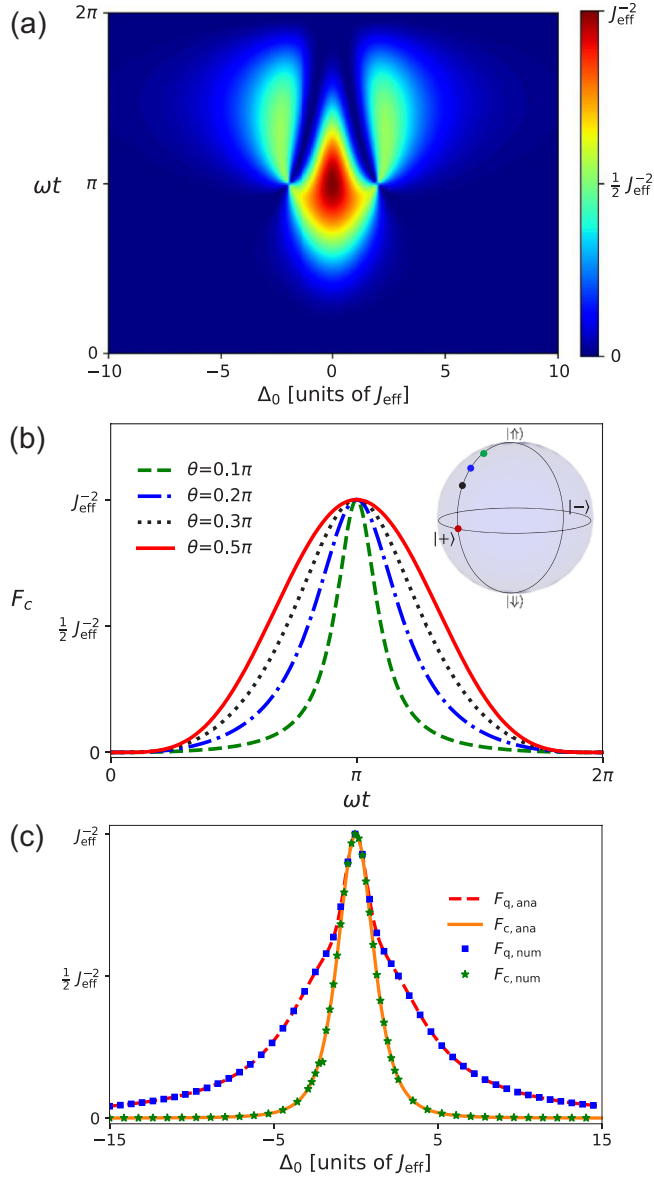 (a)
2π
ωt
π
0
−10
−5
0
5
10
Δ₀ [units of J_eff]
J_eff^−2
½ J_eff^−2
0
(b)
θ=0.1π
θ=0.2π
θ=0.3π
θ=0.5π
|⇑⟩
|−⟩
|+⟩
|⇓⟩
J_eff^−2
F_c
½ J_eff^−2
0
0
π
2π
ωt
(c)
J_eff^−2
½ J_eff^−2
0
F_q, ana
F_c, ana
F_q, num
F_c, num
−15
−5
5
15
Δ₀ [units of J_eff]